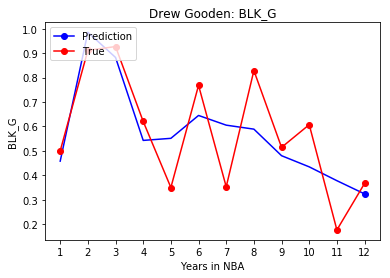 Drew Gooden: BLK_G
Prediction
True
BLK_G
1.0
0.9
0.8
0.7
0.6
0.5
0.4
0.3
0.2
1 2 3 4 5 6 7 8 9 10 11 12
Years in NBA